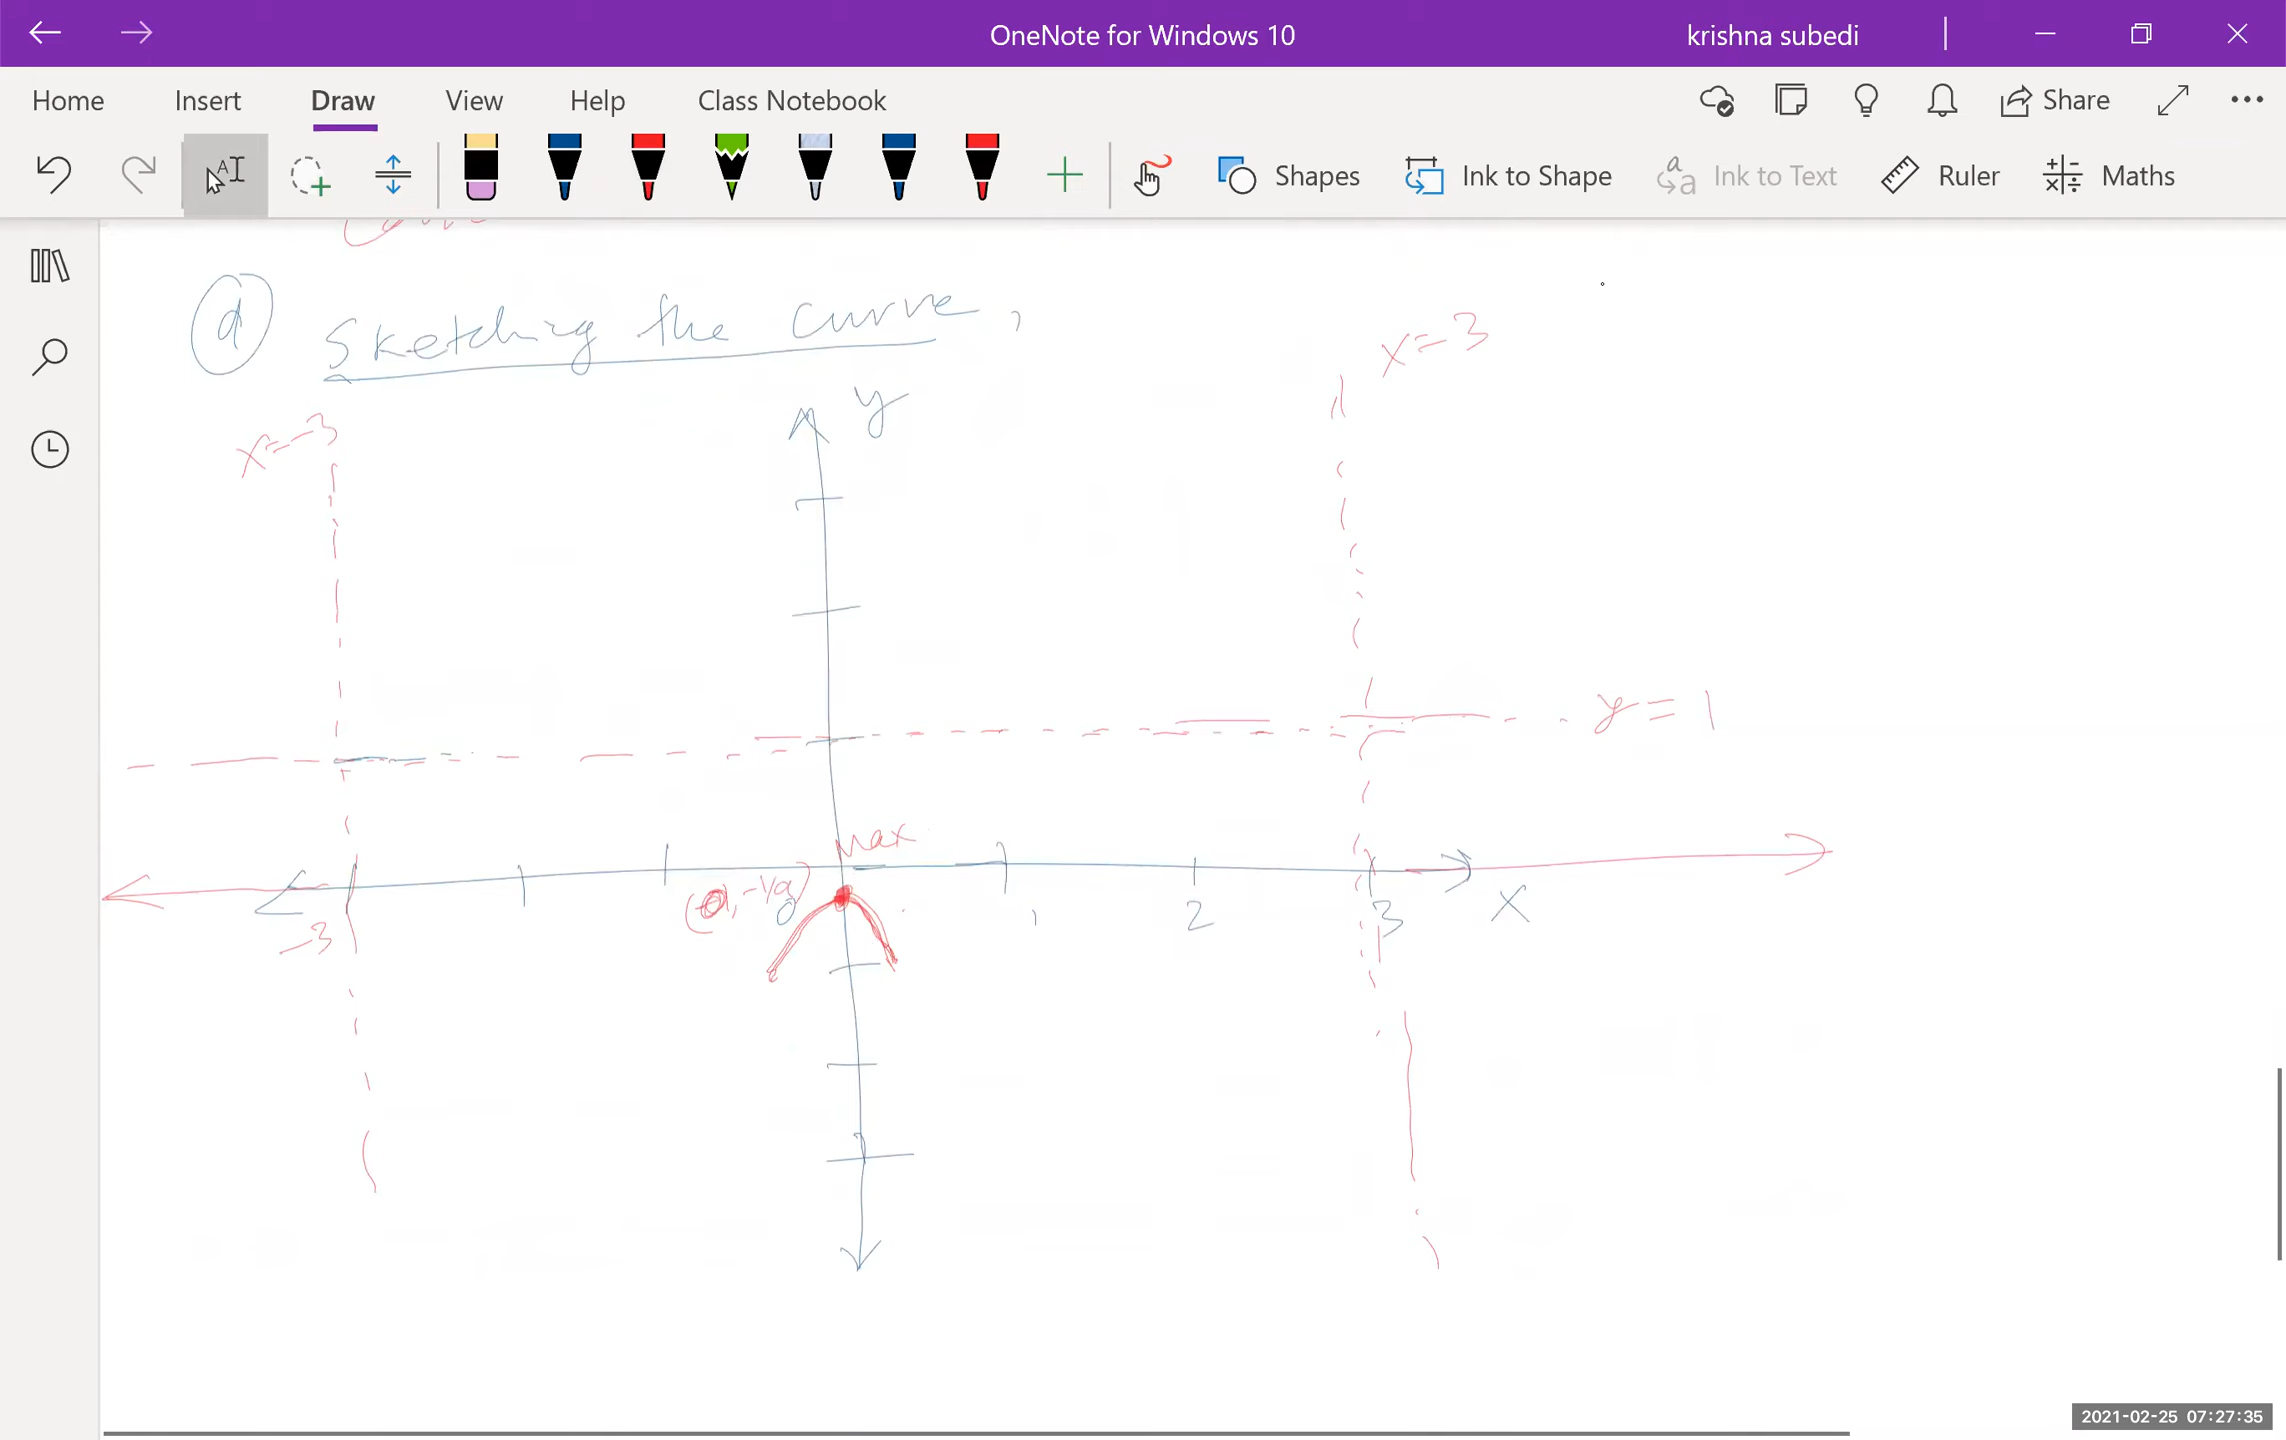 OneNote for Windows 10
krishna subedi
Home Insert Draw View Help Class Notebook
Share
Shapes Ink to Shape Ink to Text Ruler Maths
d Sketching the curve,
x=3
x=-3
y
y = 1
Max
(0, -1/9)
-3
1 2 3 X
2021-02-25 07:27:35